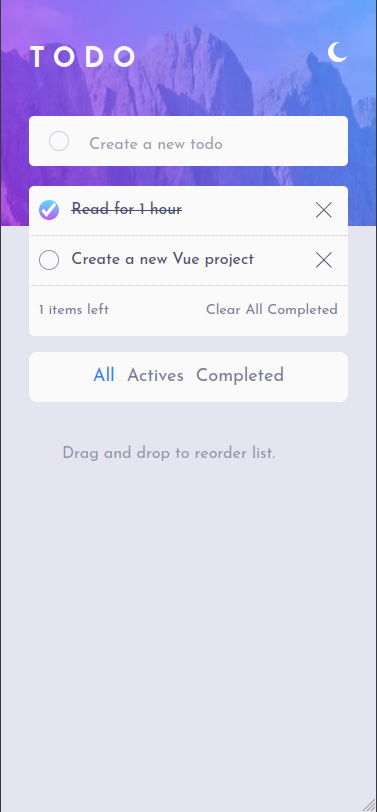 TODO
Create a new todo
Read for 1 hour
Create a new Vue project
1 items left Clear All Completed
All Actives Completed
Drag and drop to reorder list.